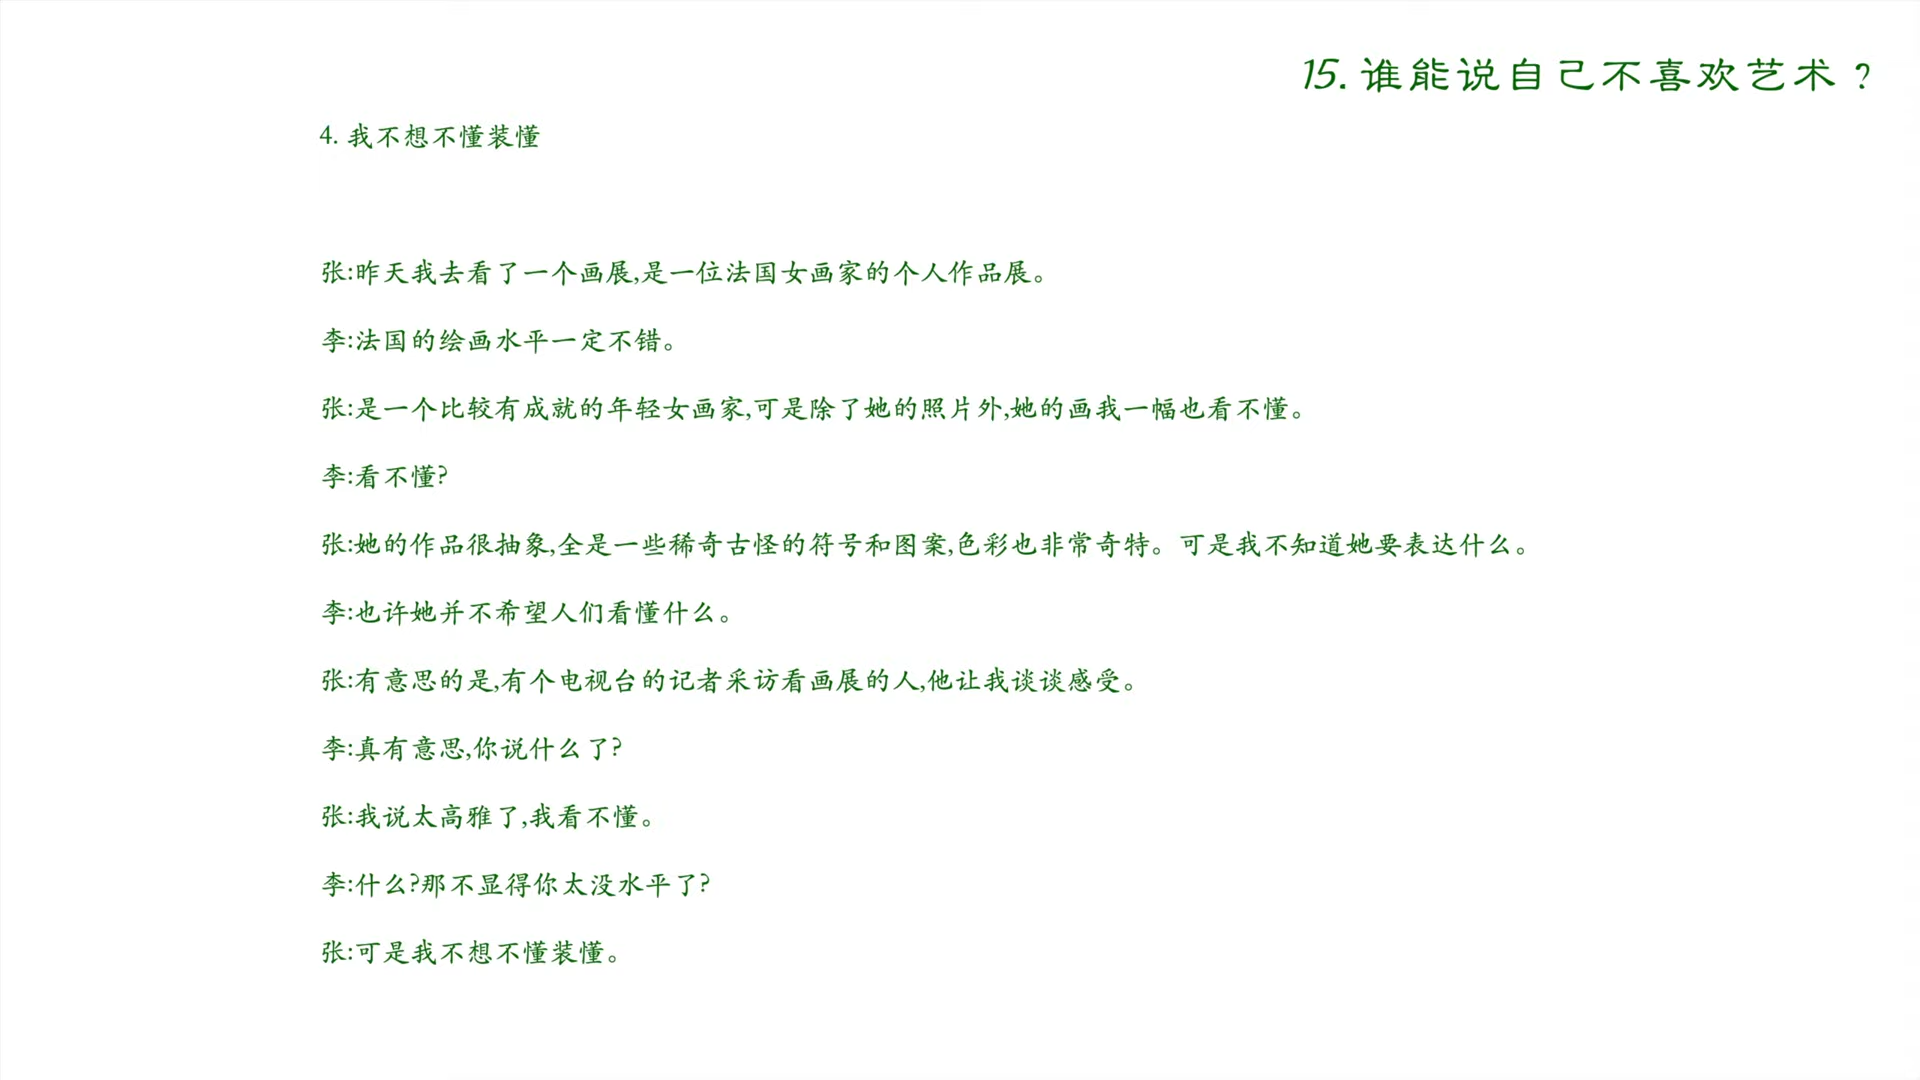 15. 谁能说自己不喜欢艺术？
4. 我不想不懂装懂
张:昨天我去看了一个画展,是一位法国女画家的个人作品展。
李:法国的绘画水平一定不错。
张:是一个比较有成就的年轻女画家,可是除了她的照片外,她的画我一幅也看不懂。
李:看不懂?
张:她的作品很抽象,全是一些稀奇古怪的符号和图案,色彩也非常奇特。可是我不知道她要表达什么。
李:也许她并不希望人们看懂什么。
张:有意思的是,有个电视台的记者采访看画展的人,他让我谈谈感受。
李:真有意思,你说什么了?
张:我说太高雅了,我看不懂。
李:什么?那不显得你太没水平了?
张:可是我不想不懂装懂。